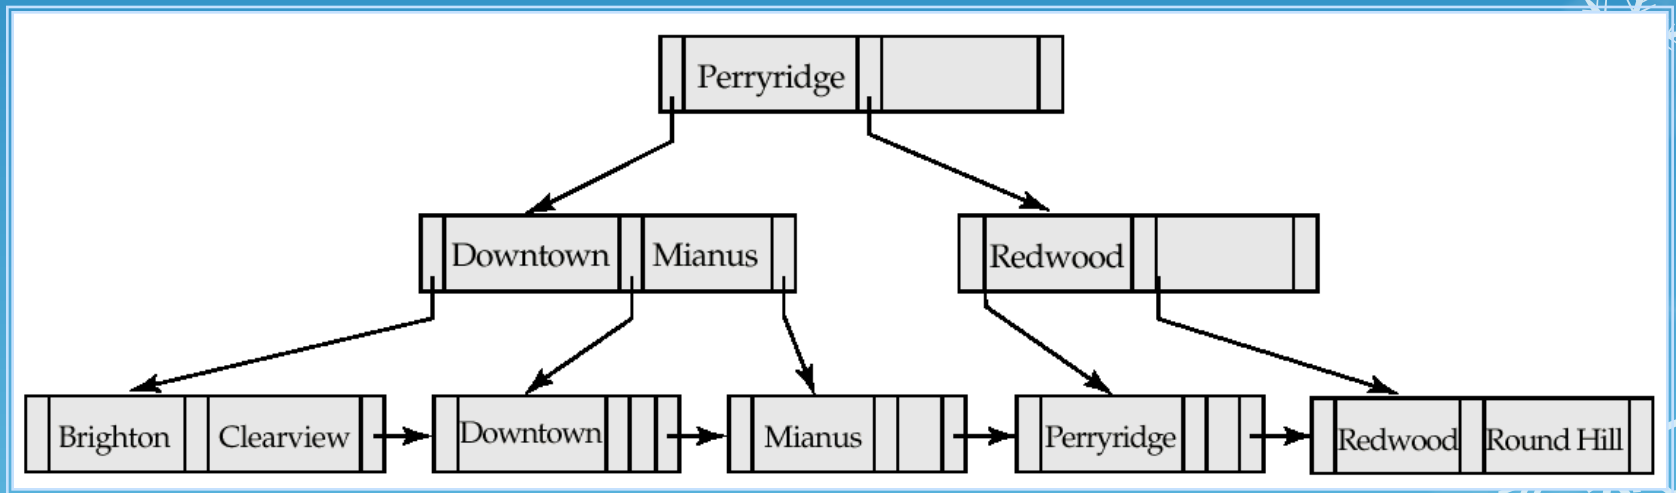 Perryridge
Downtown Mianus Redwood
Brighton Clearview Downtown Mianus Perryridge Redwood Round Hill